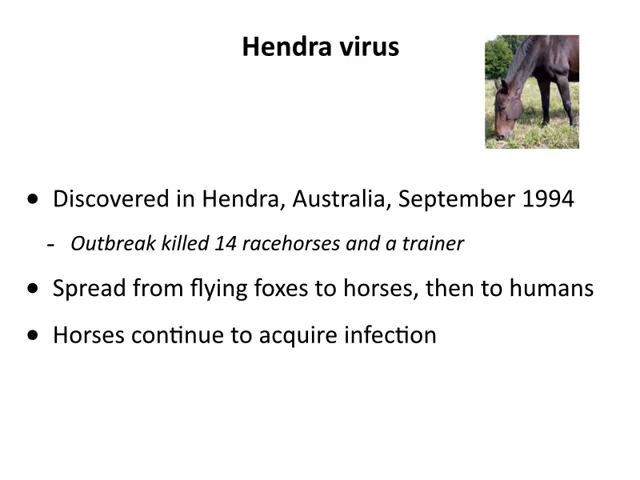 Hendra virus
• Discovered in Hendra, Australia, September 1994
- Outbreak killed 14 racehorses and a trainer
• Spread from flying foxes to horses, then to humans
• Horses continue to acquire infection